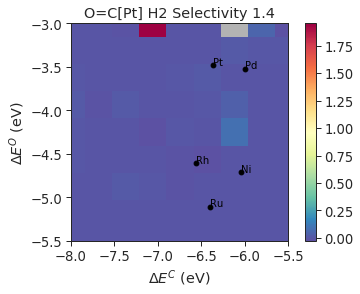 O=C[Pt] H2 Selectivity 1.4
−3.0
−3.5
−4.0
−4.5
−5.0
−5.5
ΔE^O (eV)
Pt
Pd
Rh
Ni
Ru
−8.0 −7.5 −7.0 −6.5 −6.0 −5.5
ΔE^C (eV)
1.75
1.50
1.25
1.00
0.75
0.50
0.25
0.00